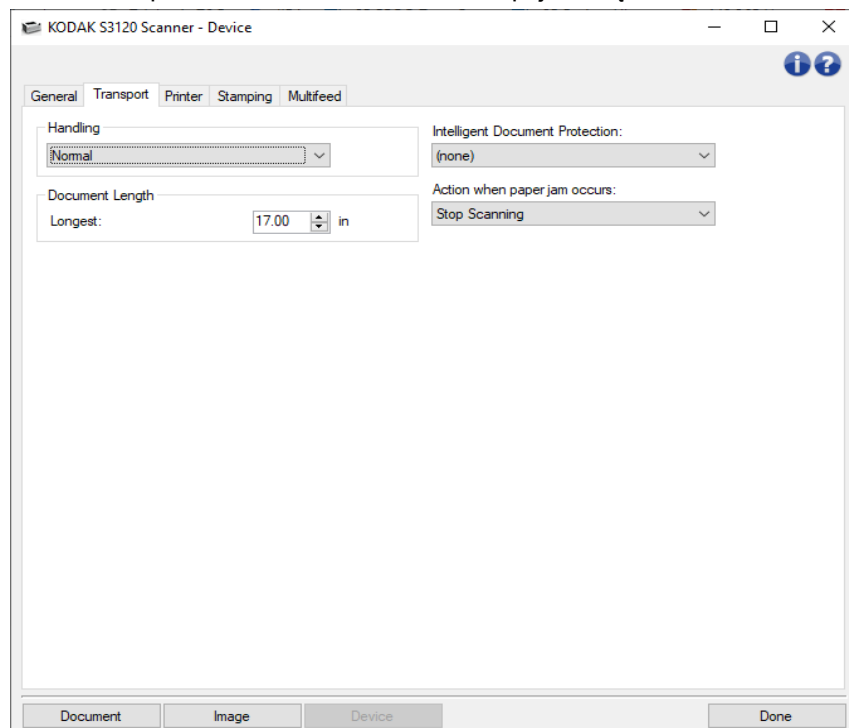 KODAK S3120 Scanner - Device
General Transport Printer Stamping Multifeed
Handling
Normal
Document Length
Longest: 17.00 in
Intelligent Document Protection:
(none)
Action when paper jam occurs:
Stop Scanning
Document Image Device Done